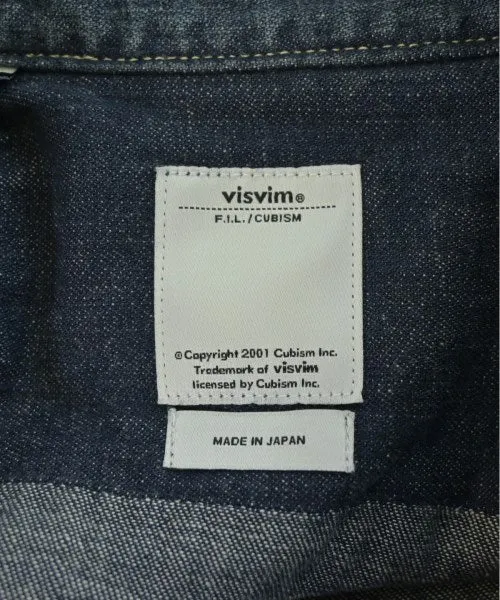 visvim®
F.I.L./CUBISM
©Copyright 2001 Cubism Inc.
Trademark of visvim
licensed by Cubism Inc.
MADE IN JAPAN